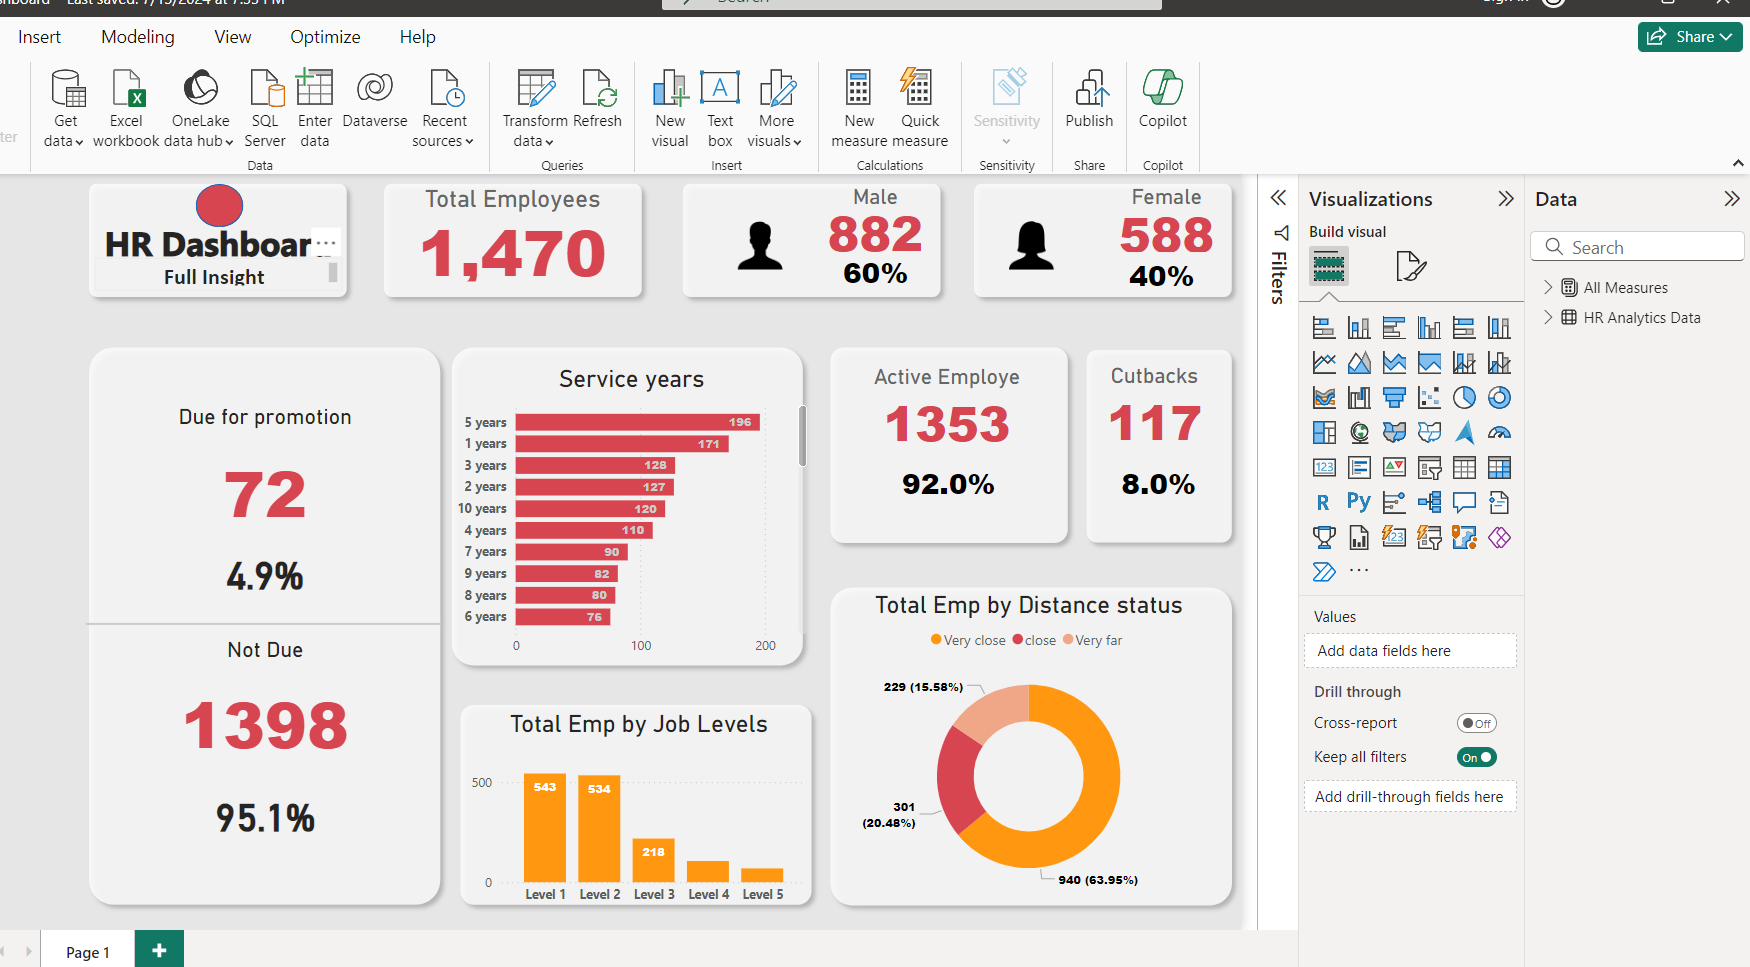 Last saved: 7/15/2024 at 7:53 PM
Search
Insert
Modeling
View
Optimize
Help
Share
Get data
Excel workbook
OneLake data hub
SQL Server
Enter data
Dataverse
Recent sources
Data
Transform data
Refresh
Queries
New visual
Text box
More visuals
Insert
New measure
Quick measure
Calculations
Sensitivity
Sensitivity
Publish
Share
Copilot
Copilot
HR Dashboar
Full Insight
Total Employees
1,470
Male
882
60%
Female
588
40%
Due for promotion
72
4.9%
Not Due
1398
95.1%
Service years
5 years 196
1 years 171
3 years 128
2 years 127
10 years 120
4 years 110
7 years 90
9 years 82
8 years 80
6 years 76
0 100 200
Total Emp by Job Levels
500
0
543
534
218
Level 1 Level 2 Level 3 Level 4 Level 5
Active Employe
1353
92.0%
Cutbacks
117
8.0%
Total Emp by Distance status
Very close close Very far
229 (15.58%)
301
(20.48%)
940 (63.95%)
Filters
Visualizations
Build visual
123
R Py
123
Values
Add data fields here
Drill through
Cross-report Off
Keep all filters On
Add drill-through fields here
Data
Search
All Measures
HR Analytics Data
Page 1